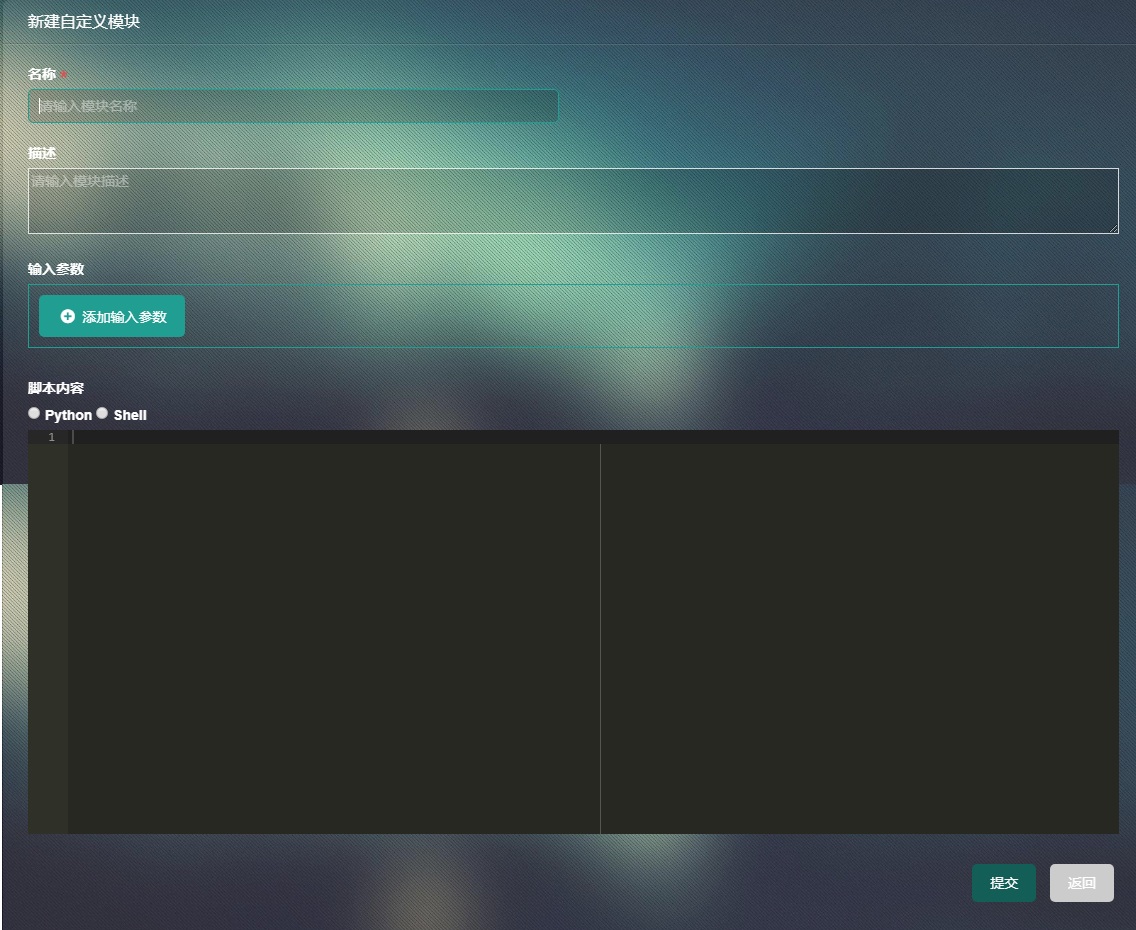 新建自定义模块
名称 *
请输入模块名称
描述
请输入模块描述
输入参数
添加输入参数
脚本内容
Python Shell
1
提交 返回